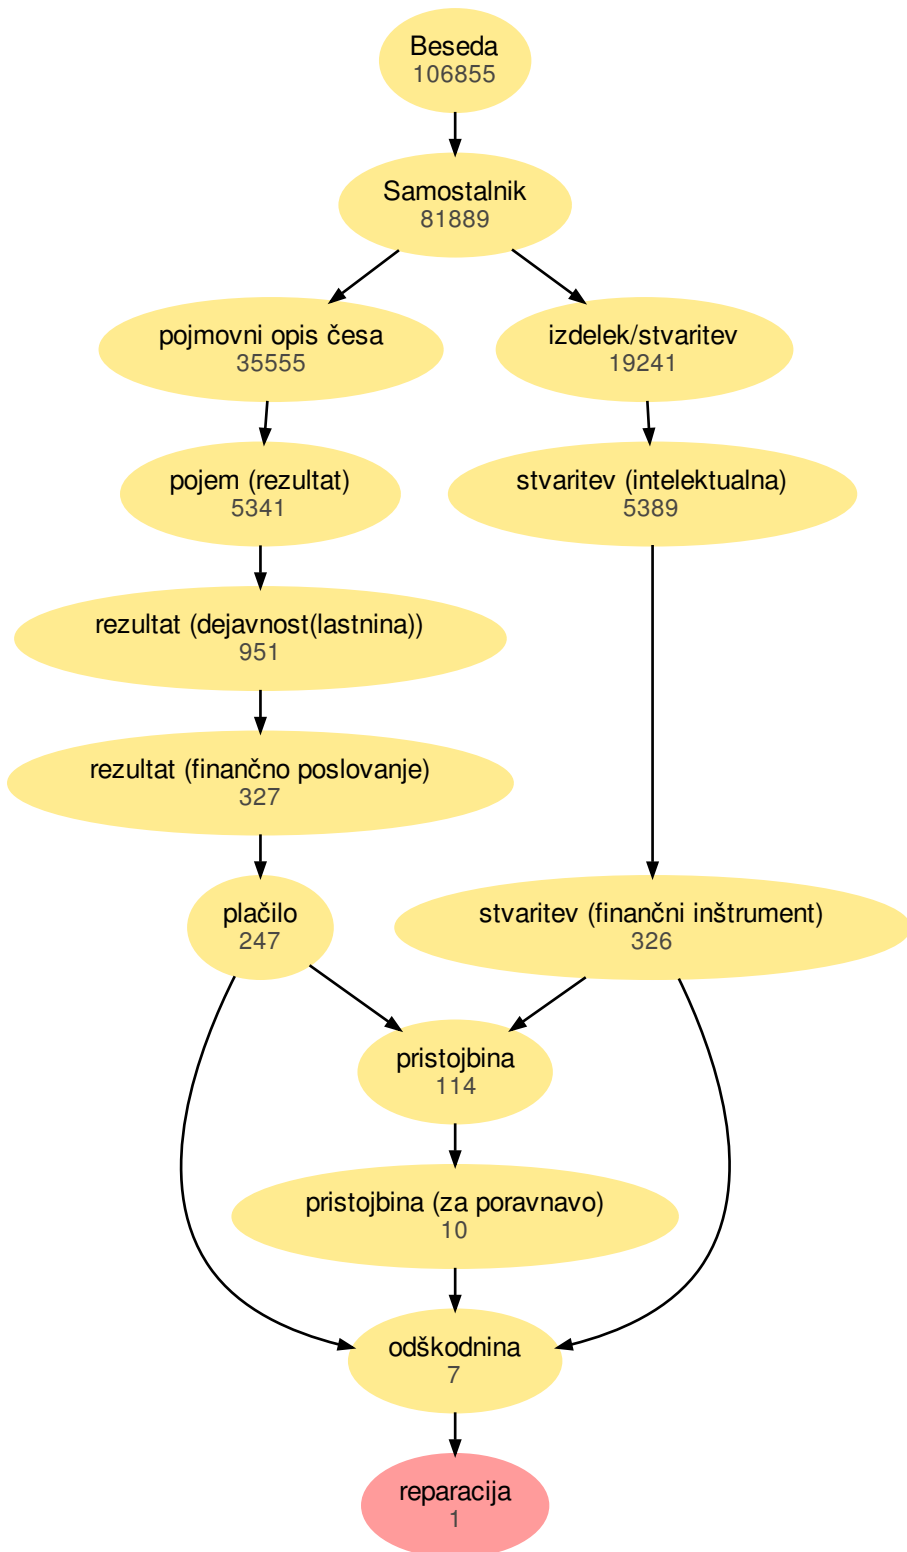 Beseda
106855
Samostalnik
81889
pojmovni opis česa
35555
izdelek/stvaritev
19241
pojem (rezultat)
5341
stvaritev (intelektualna)
5389
rezultat (dejavnost(lastnina))
951
rezultat (finančno poslovanje)
327
plačilo
247
stvaritev (finančni inštrument)
326
pristojbina
114
pristojbina (za poravnavo)
10
odškodnina
7
reparacija
1